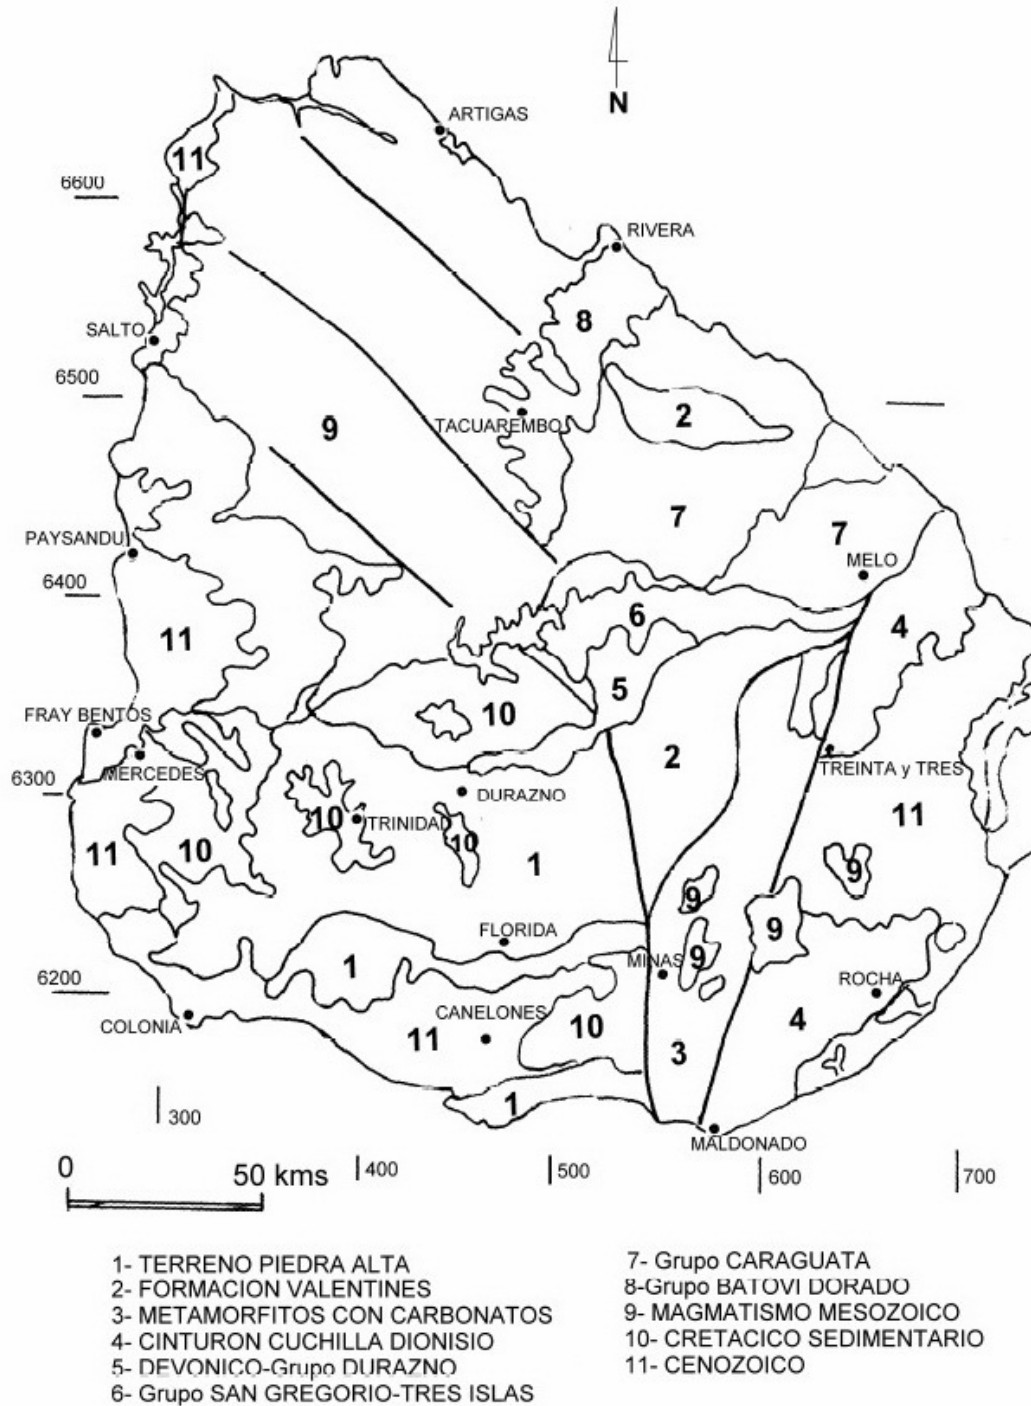 N
ARTIGAS
11
6600
RIVERA
8
SALTO
6500
2
9
TACUAREMBO
7
7
PAYSANDU
MELO
6400
6
4
11
5
10
FRAY BENTOS
2
MERCEDES
TREINTA y TRES
6300
DURAZNO
10
TRINIDAD
11
10
11
10
1
9
9
FLORIDA
9
1
MINAS
9
6200
ROCHA
COLONIA
CANELONES
11
10
4
3
1
300
MALDONADO
0
50 kms
400
500
600
700
1- TERRENO PIEDRA ALTA
2- FORMACION VALENTINES
3- METAMORFITOS CON CARBONATOS
4- CINTURON CUCHILLA DIONISIO
5- DEVONICO-Grupo DURAZNO
6- Grupo SAN GREGORIO-TRES ISLAS
7- Grupo CARAGUATA
8-Grupo BATOVI DORADO
9- MAGMATISMO MESOZOICO
10- CRETACICO SEDIMENTARIO
11- CENOZOICO